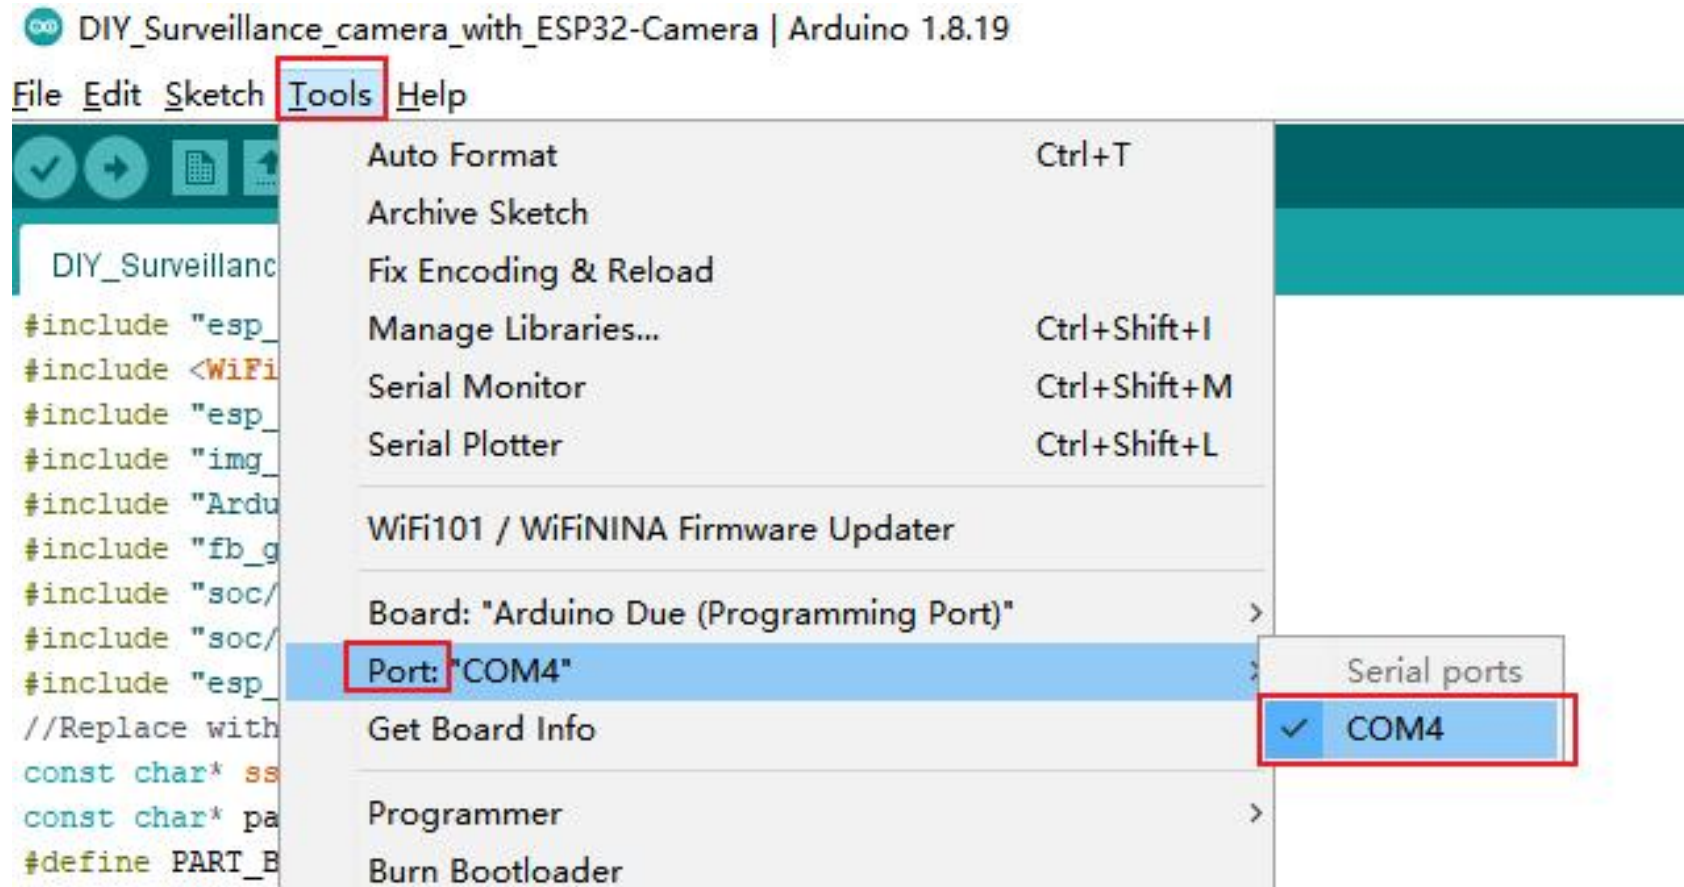 DIY_Surveillance_camera_with_ESP32-Camera | Arduino 1.8.19
File Edit Sketch Tools Help
Auto Format Ctrl+T
Archive Sketch
Fix Encoding & Reload
Manage Libraries... Ctrl+Shift+I
Serial Monitor Ctrl+Shift+M
Serial Plotter Ctrl+Shift+L
WiFi101 / WiFiNINA Firmware Updater
Board: "Arduino Due (Programming Port)"
Port: "COM4"
Get Board Info
Programmer
Burn Bootloader
Serial ports
COM4
DIY_Surveillanc
#include "esp_
#include <WiFi
#include "esp_
#include "img_
#include "Ardu
#include "fb_g
#include "soc/
#include "soc/
#include "esp_
//Replace with
const char* ss
const char* pa
#define PART_B